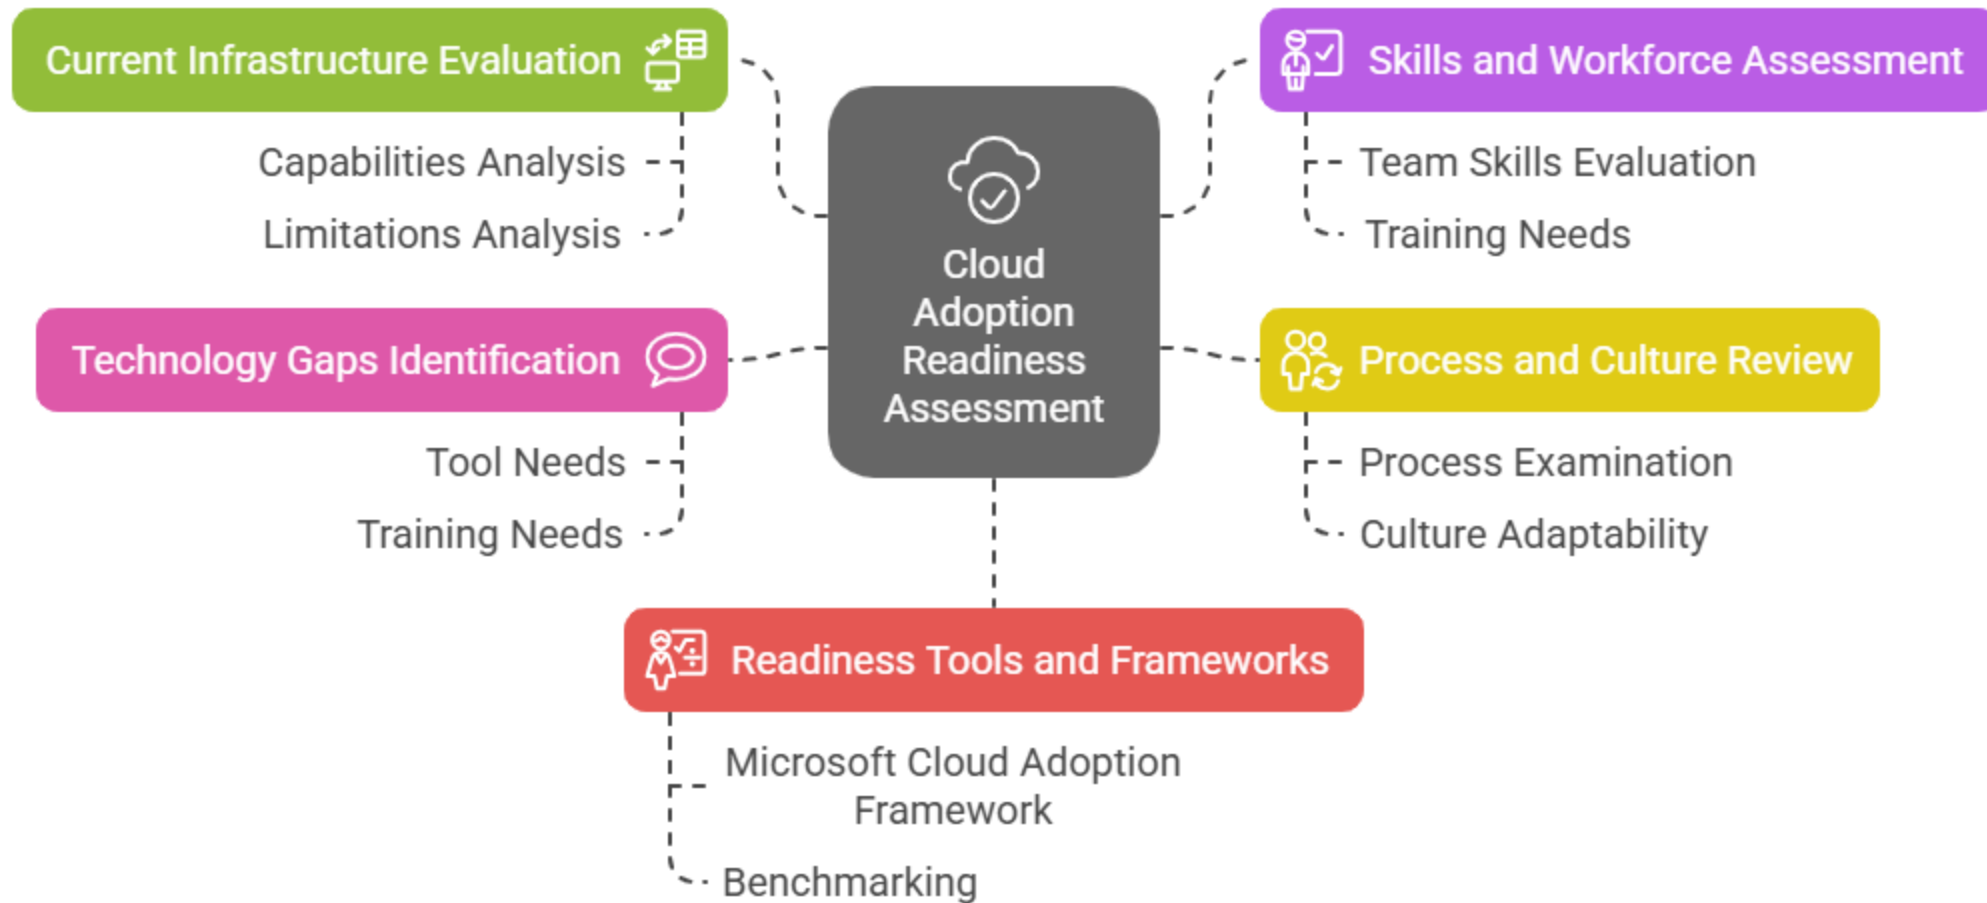 Current Infrastructure Evaluation
Capabilities Analysis
Limitations Analysis
Technology Gaps Identification
Tool Needs
Training Needs
Cloud
Adoption
Readiness
Assessment
Skills and Workforce Assessment
Team Skills Evaluation
Training Needs
Process and Culture Review
Process Examination
Culture Adaptability
Readiness Tools and Frameworks
Microsoft Cloud Adoption
Framework
Benchmarking